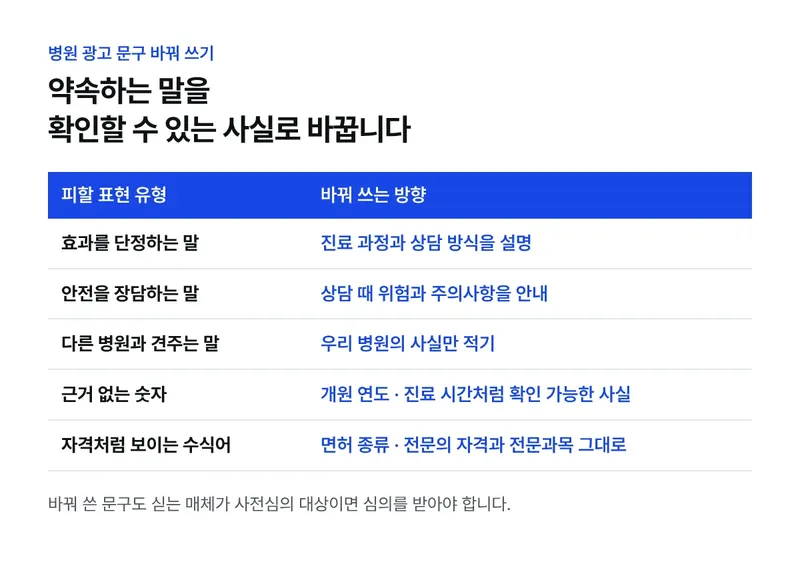 병원 광고 문구 바꿔 쓰기
약속하는 말을
확인할 수 있는 사실로 바꿉니다
피할 표현 유형 바꿔 쓰는 방향
효과를 단정하는 말 진료 과정과 상담 방식을 설명
안전을 장담하는 말 상담 때 위험과 주의사항을 안내
다른 병원과 견주는 말 우리 병원의 사실만 적기
근거 없는 숫자 개원 연도 · 진료 시간처럼 확인 가능한 사실
자격처럼 보이는 수식어 면허 종류 · 전문의 자격과 전문과목 그대로
바꿔 쓴 문구도 싣는 매체가 사전심의 대상이면 심의를 받아야 합니다.